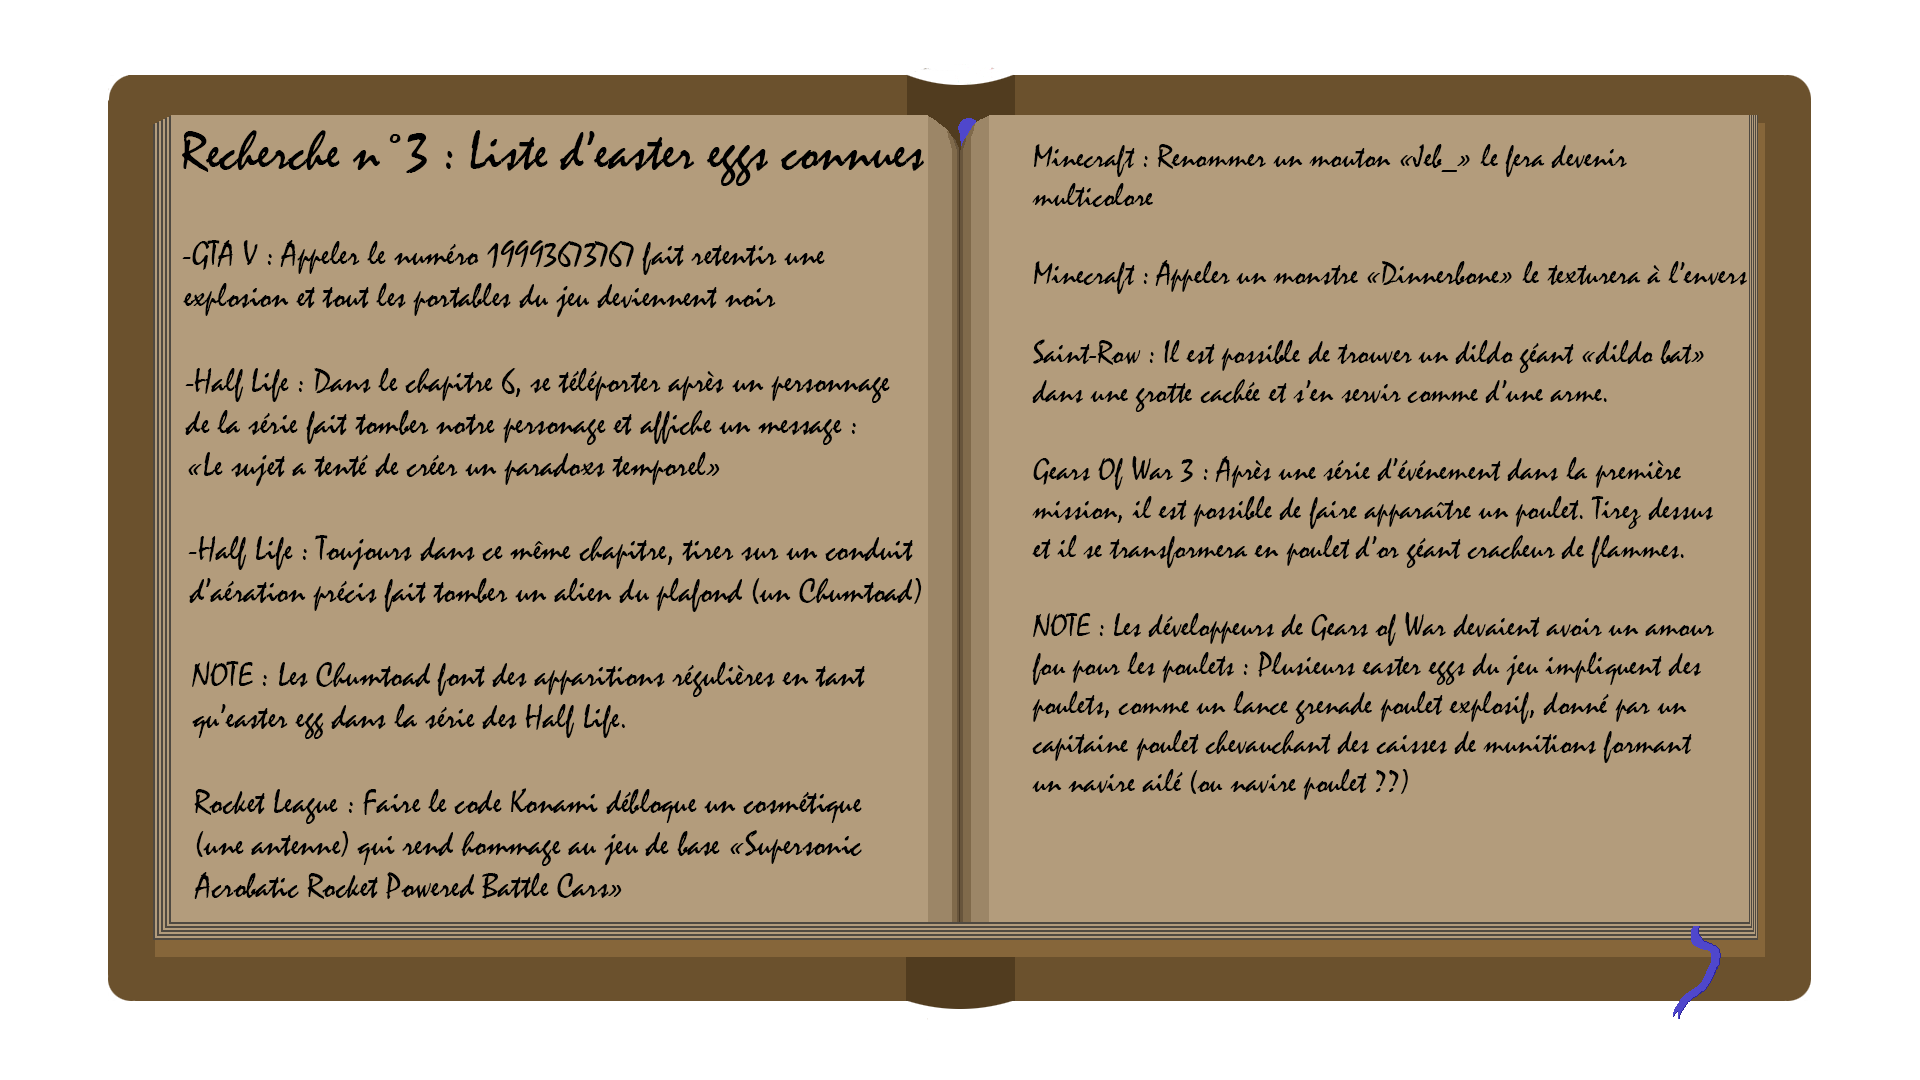 Recherche n°3 : Liste d'easter eggs connues
-GTA V : Appeler le numéro 19993673767 fait retentir une
explosion et tout les portables du jeu deviennent noir
-Half Life : Dans le chapitre 6, se téléporter après un personnage
de la série fait tomber notre personage et affiche un message :
«Le sujet a tenté de créer un paradoxs temporel»
-Half Life : Toujours dans ce même chapitre, tirer sur un conduit
d'aération précis fait tomber un alien du plafond (un Chumtoad)
NOTE : Les Chumtoad font des apparitions régulières en tant
qu'easter egg dans la série des Half Life.
Rocket League : Faire le code Konami débloque un cosmétique
(une antenne) qui rend hommage au jeu de base «Supersonic
Acrobatic Rocket Powered Battle Cars»
Minecraft : Renommer un mouton «Jeb_» le fera devenir
multicolore
Minecraft : Appeler un monstre «Dinnerbone» le texturera à l'envers
Saint-Row : Il est possible de trouver un dildo géant «dildo bat»
dans une grotte cachée et s'en servir comme d'une arme.
Gears Of War 3 : Après une série d'événement dans la première
mission, il est possible de faire apparaître un poulet. Tirez dessus
et il se transformera en poulet d'or géant cracheur de flammes.
NOTE : Les développeurs de Gears of War devaient avoir un amour
fou pour les poulets : Plusieurs easter eggs du jeu impliquent des
poulets, comme un lance grenade poulet explosif, donné par un
capitaine poulet chevauchant des caisses de munitions formant
un navire ailé (ou navire poulet ??)